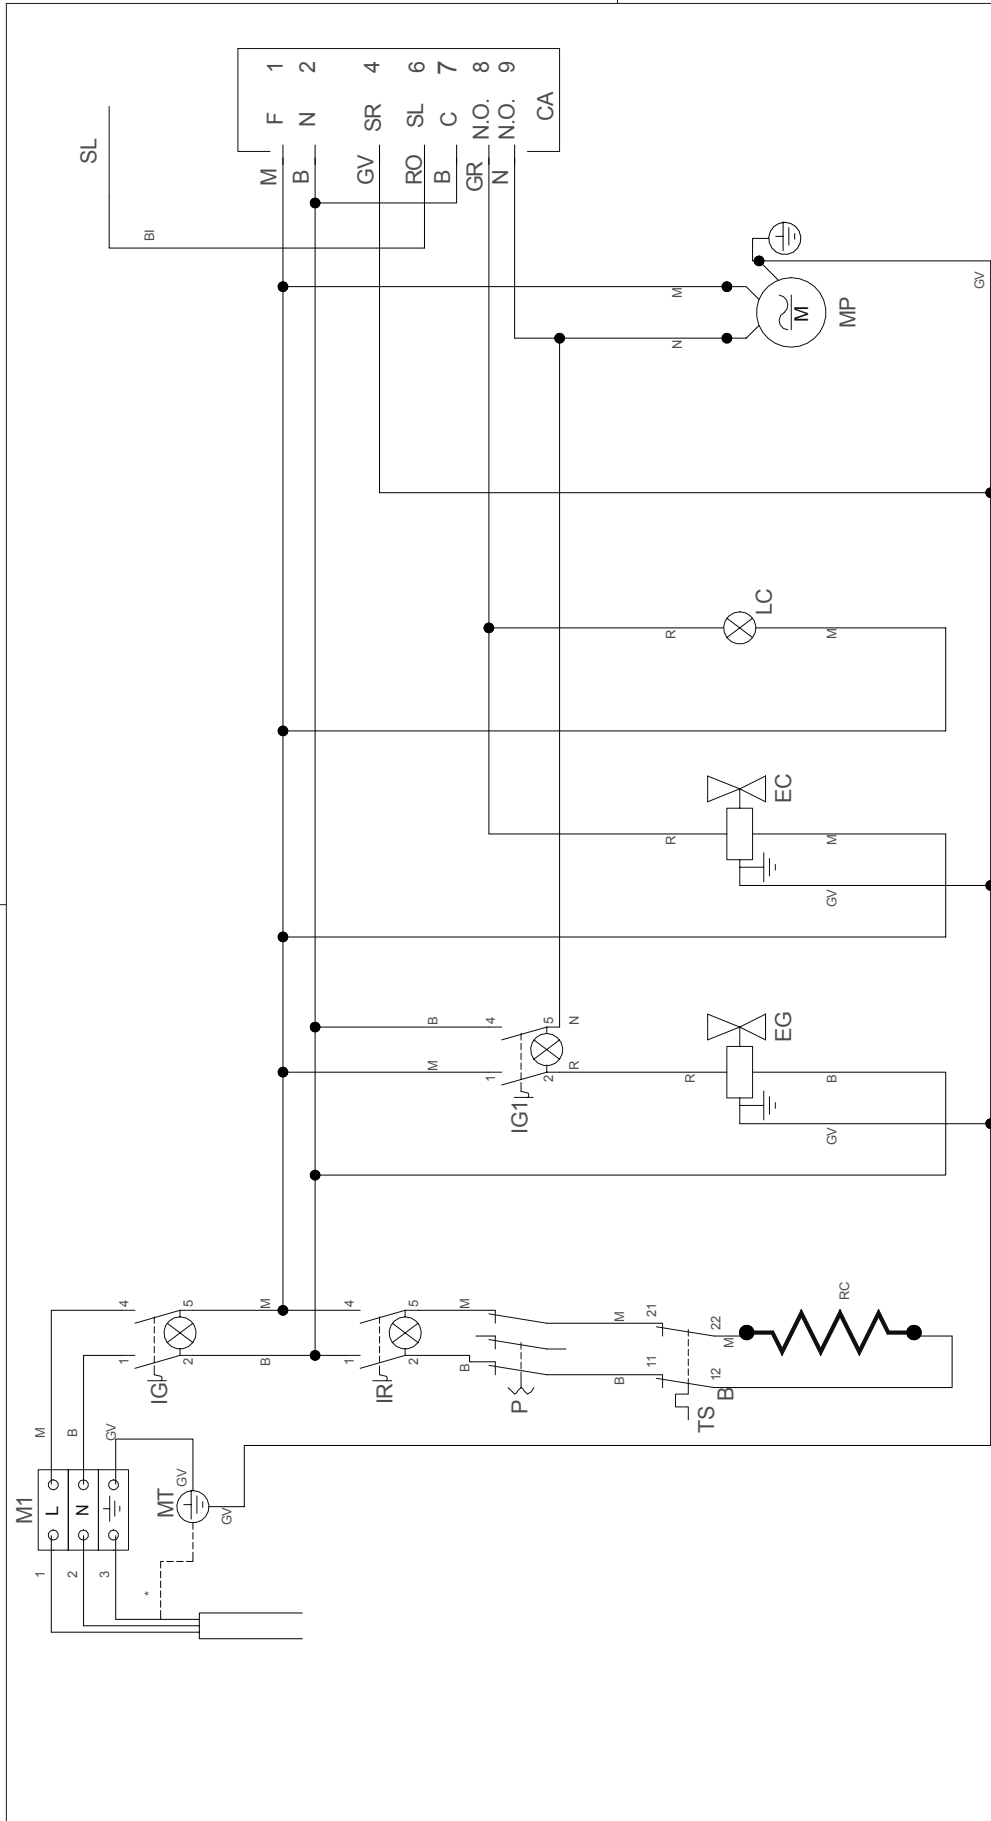 SL
BI
F 1
N 2
SR 4
SL 6
C 7
N.O. 8
N.O. 9
CA
M
B
GV
RO
B
GR
N
M
N
M
MP
GV
R
LC
M
R
EC
M
GV
B
M
4
1
5
2
N
R
IG1
R
EG
B
GV
4
1
5
2
M
B
IG
4
1
5
2
IR
M
B
P
M
B
21
11
22
12
M
B
TS
RC
M
B
GV
M1
L
N
1
2
3
MT
GV
GV
*